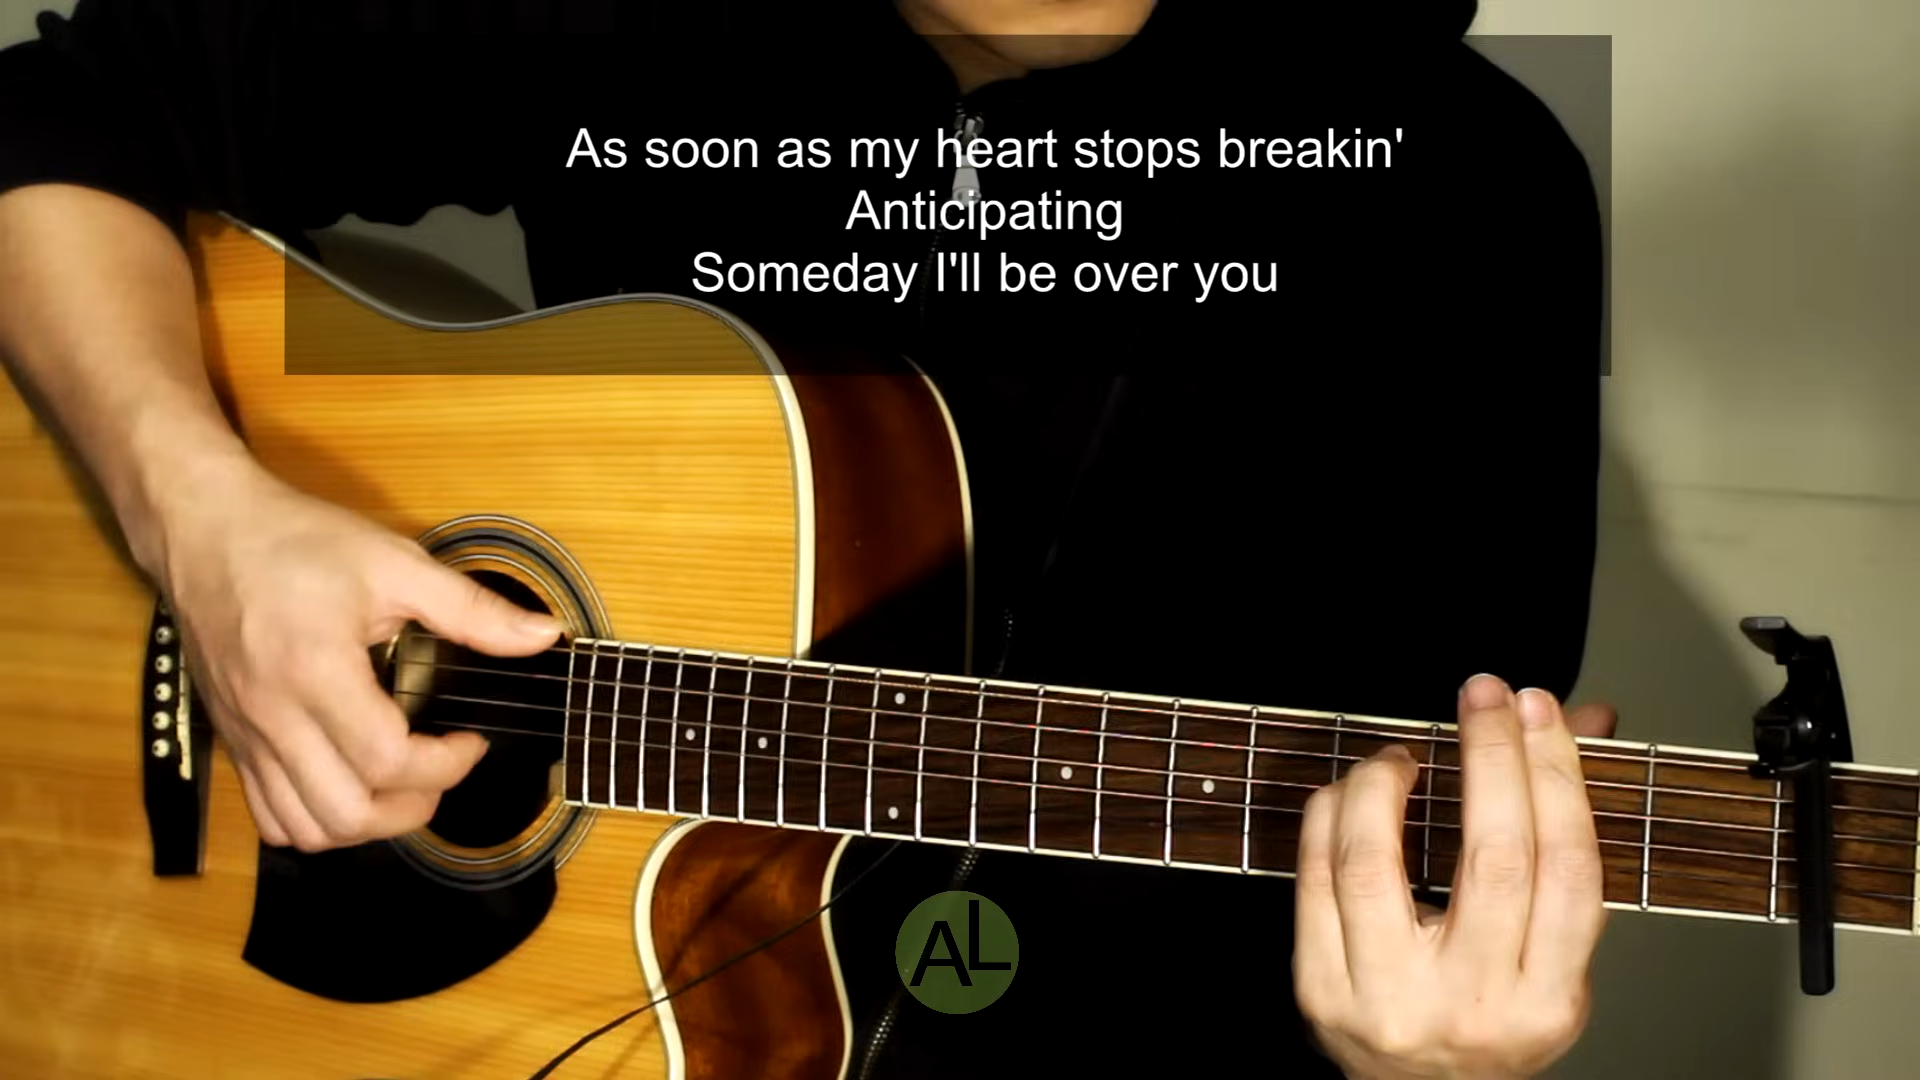 As soon as my heart stops breakin'
Anticipating
Someday I'll be over you
AL